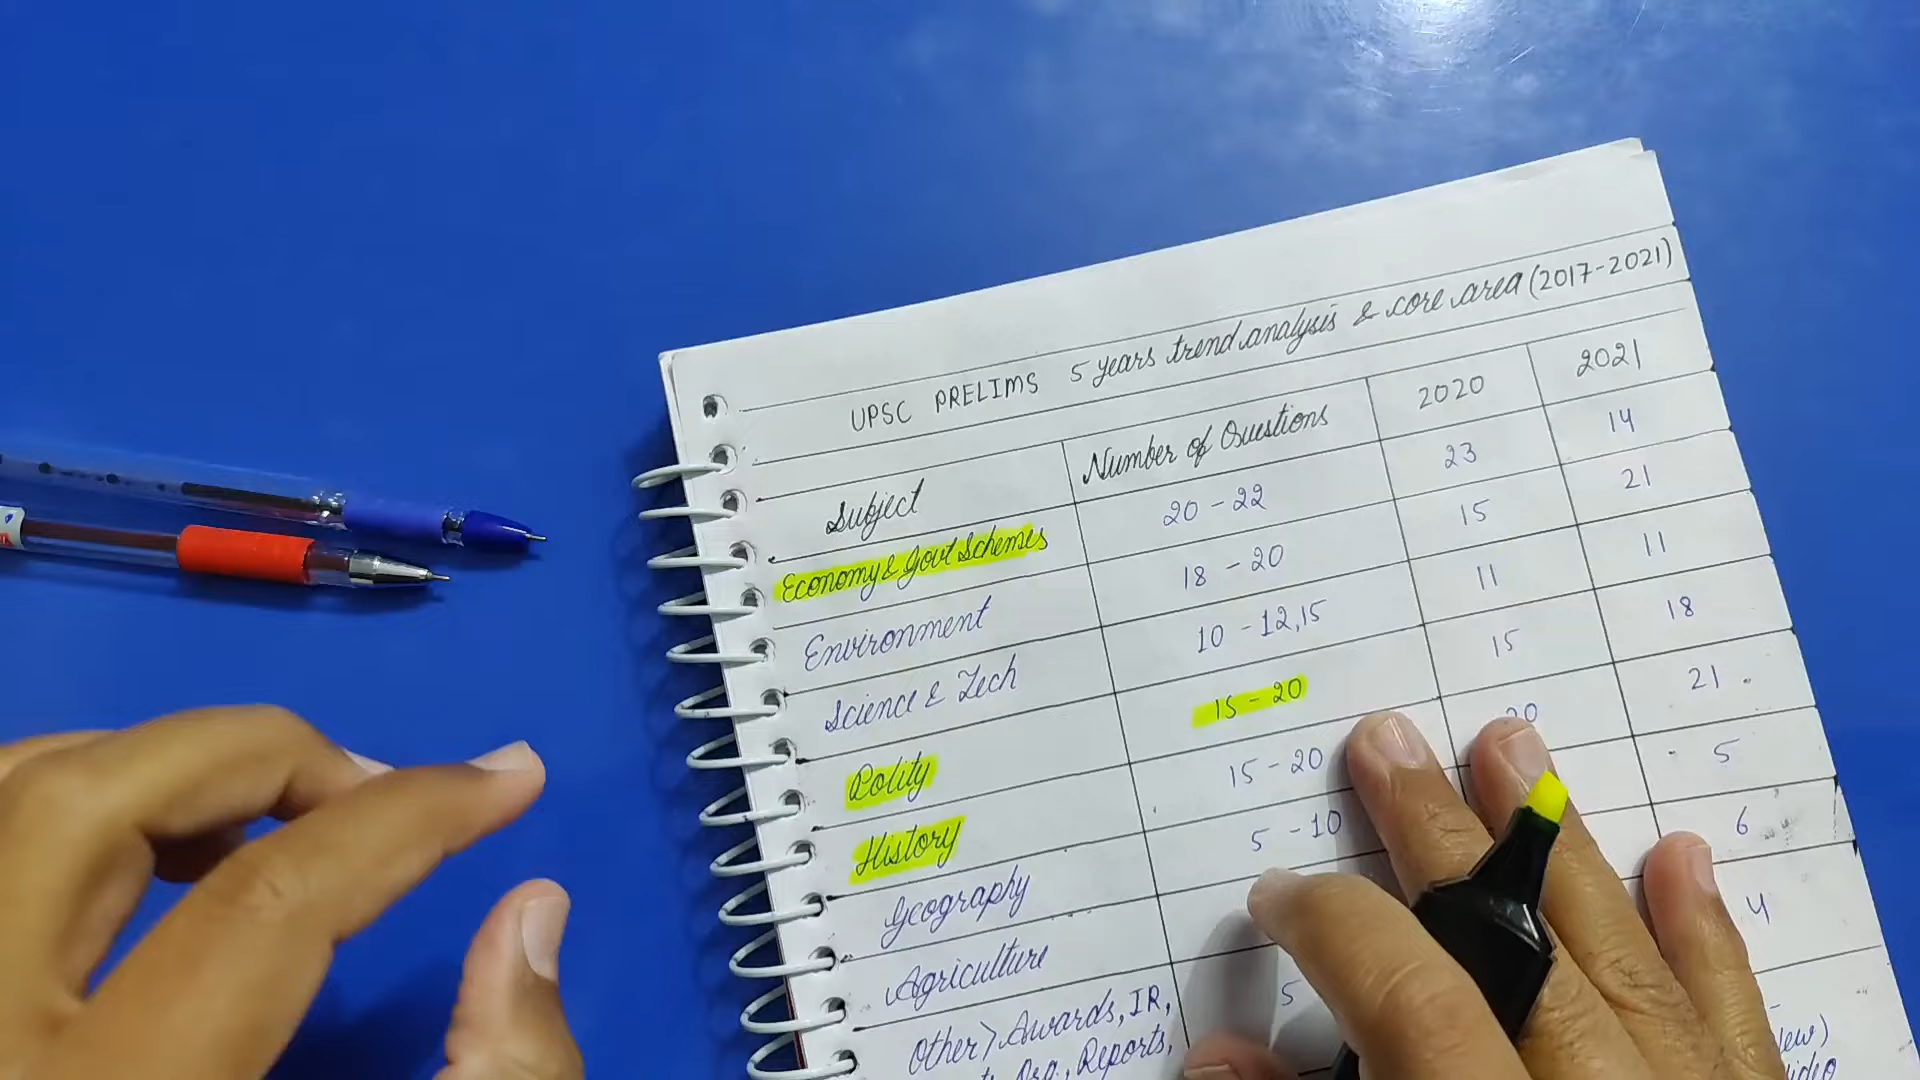 UPSC PRELIMS 5 years trend analysis & core area (2017-2021)
Subject Number of Questions 2020 2021
Economy & Govt Schemes 20 - 22 23 14
Environment 18 - 20 15 21
Science & Tech 10 - 12,15 11 11
Polity 15 - 20 15 18
History 15 - 20 20 21
Geography 5 - 10 5
Agriculture 6
Other> Awards, IR, 5 4
Org., Reports,